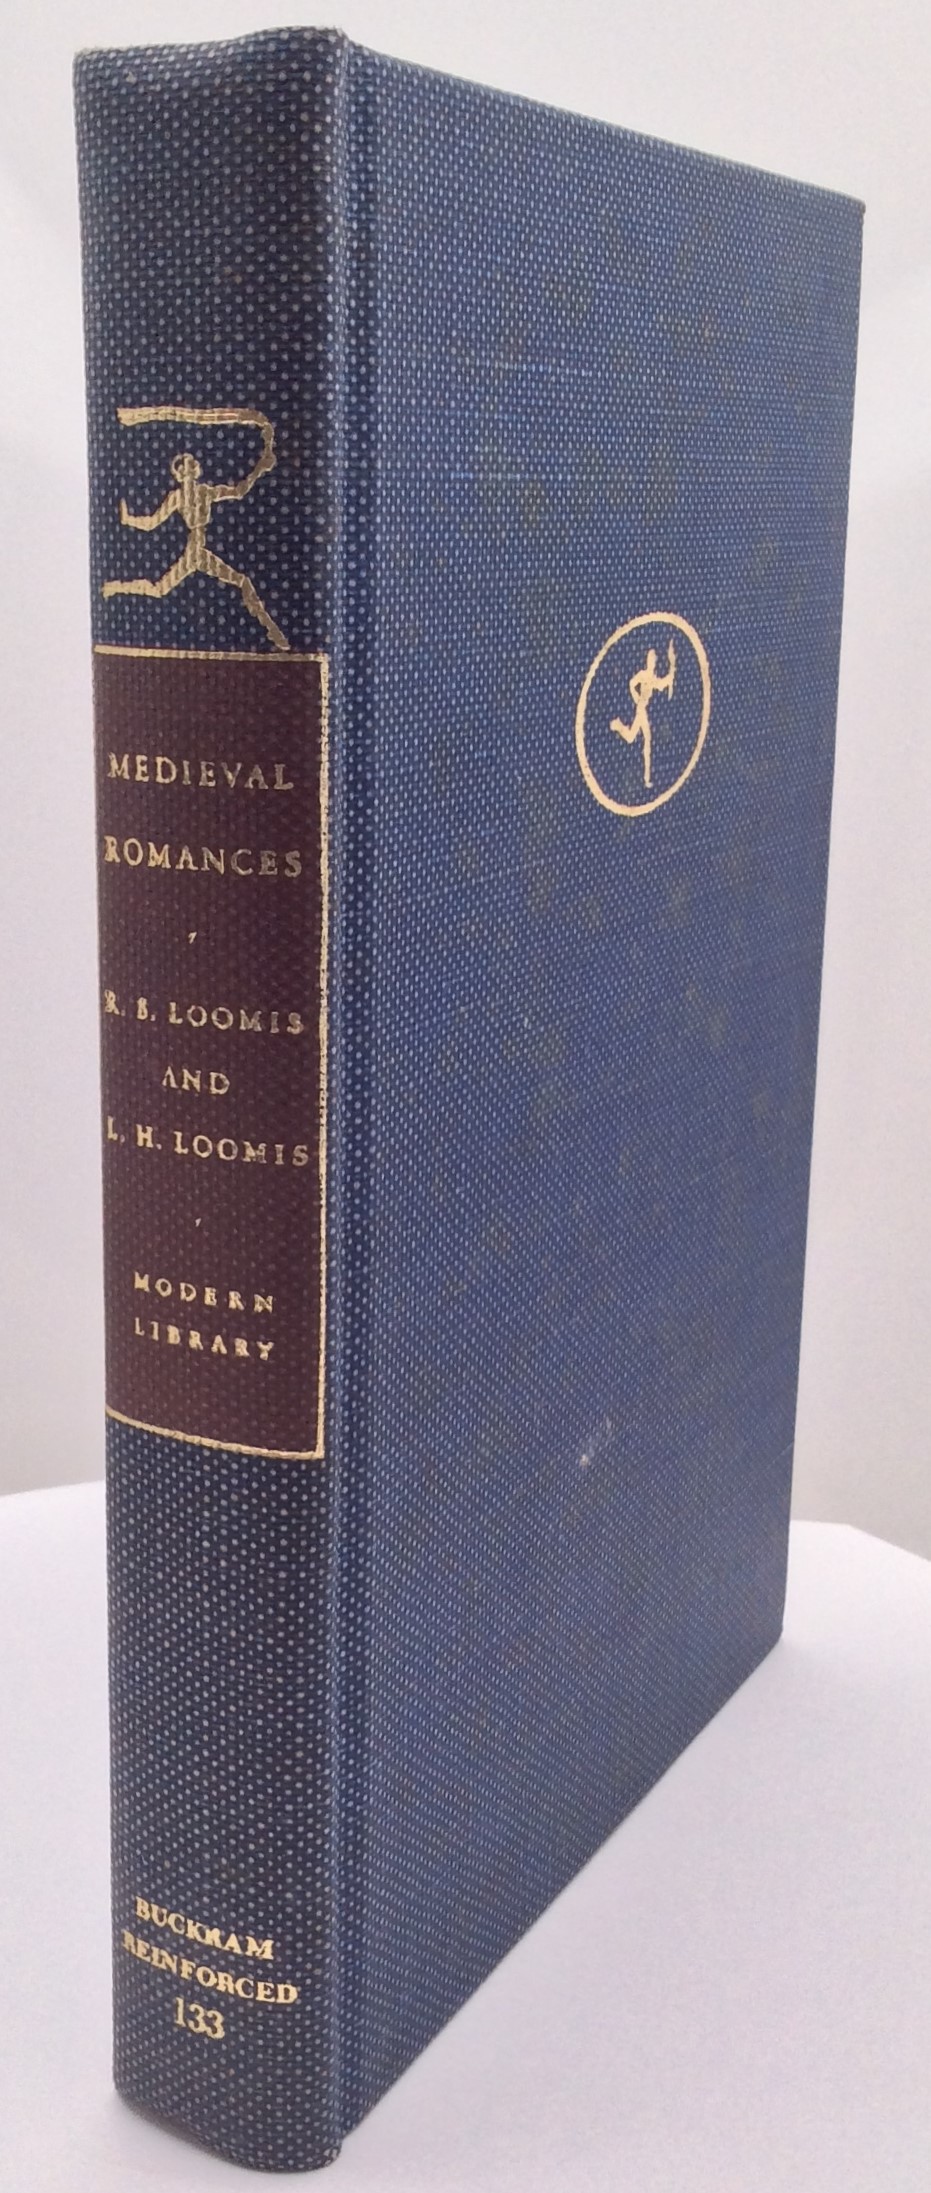 MEDIEVAL
ROMANCES
R. S. LOOMIS
AND
L. H. LOOMIS
MODERN
LIBRARY
BUCKRAM
REINFORCED
133